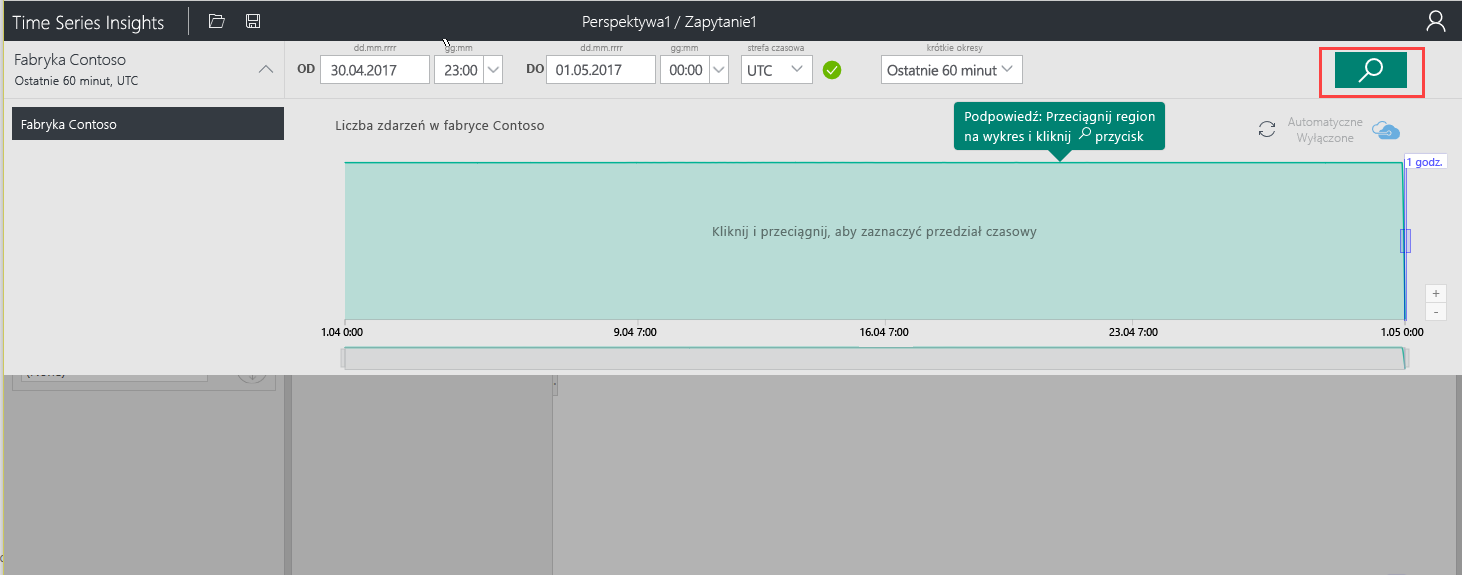 Time Series Insights
Perspektywa1 / Zapytanie1
Fabryka Contoso
Ostatnie 60 minut, UTC
dd.mm.rrrr
gg:mm
dd.mm.rrrr
gg:mm
strefa czasowa
krótkie okresy
OD 30.04.2017 23:00 DO 01.05.2017 00:00 UTC Ostatnie 60 minut
Fabryka Contoso
Liczba zdarzeń w fabryce Contoso
Podpowiedź: Przeciągnij region
na wykres i kliknij przycisk
Automatyczne
Wyłączone
1 godz.
Kliknij i przeciągnij, aby zaznaczyć przedział czasowy
+
-
1.04 0:00 9.04 7:00 16.04 7:00 23.04 7:00 1.05 0:00